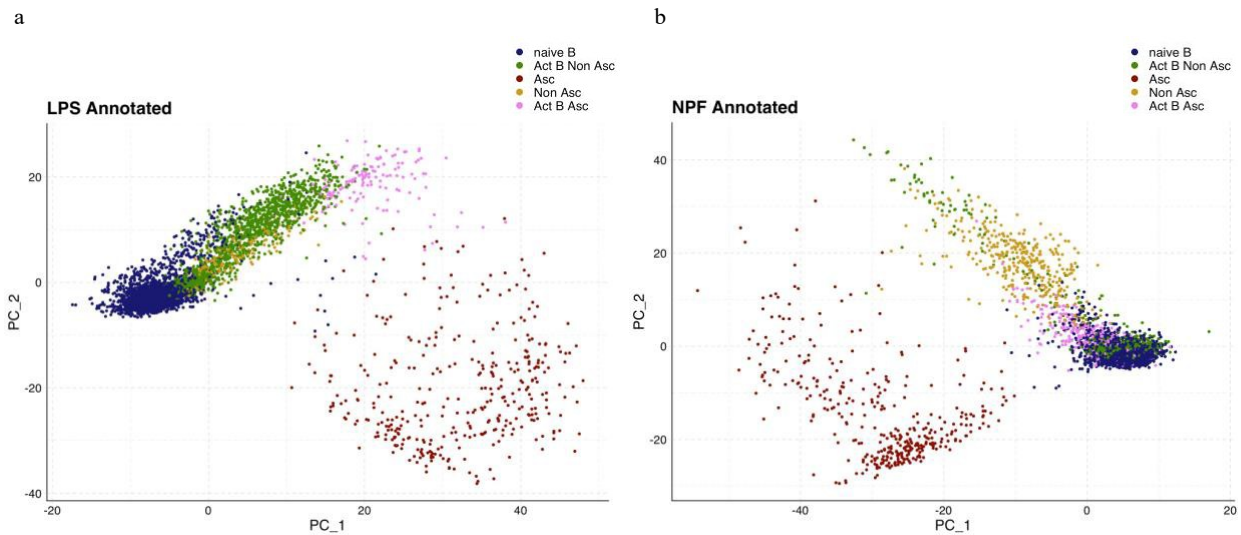 a
naive B
Act B Non Asc
Asc
Non Asc
Act B Asc
LPS Annotated
20
0
-20
-40
PC_2
-20
0
20
40
PC_1
b
naive B
Act B Non Asc
Asc
Non Asc
Act B Asc
NPF Annotated
40
20
0
-20
PC_2
-40
-20
0
20
PC_1